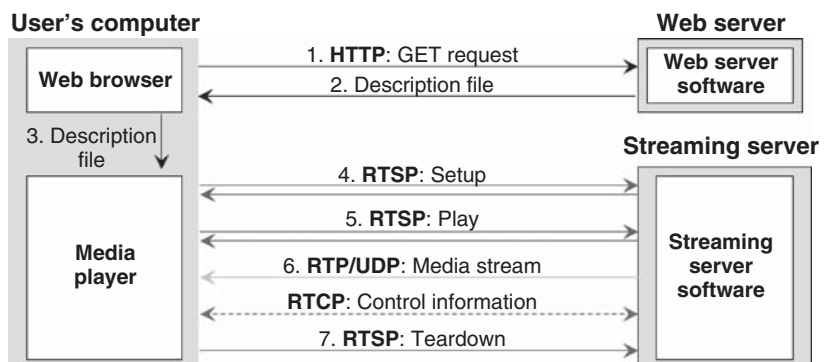 User's computer
Web server
Web browser
1. HTTP: GET request
2. Description file
Web server
software
3. Description
file
Streaming server
Media
player
4. RTSP: Setup
5. RTSP: Play
6. RTP/UDP: Media stream
RTCP: Control information
7. RTSP: Teardown
Streaming
server
software